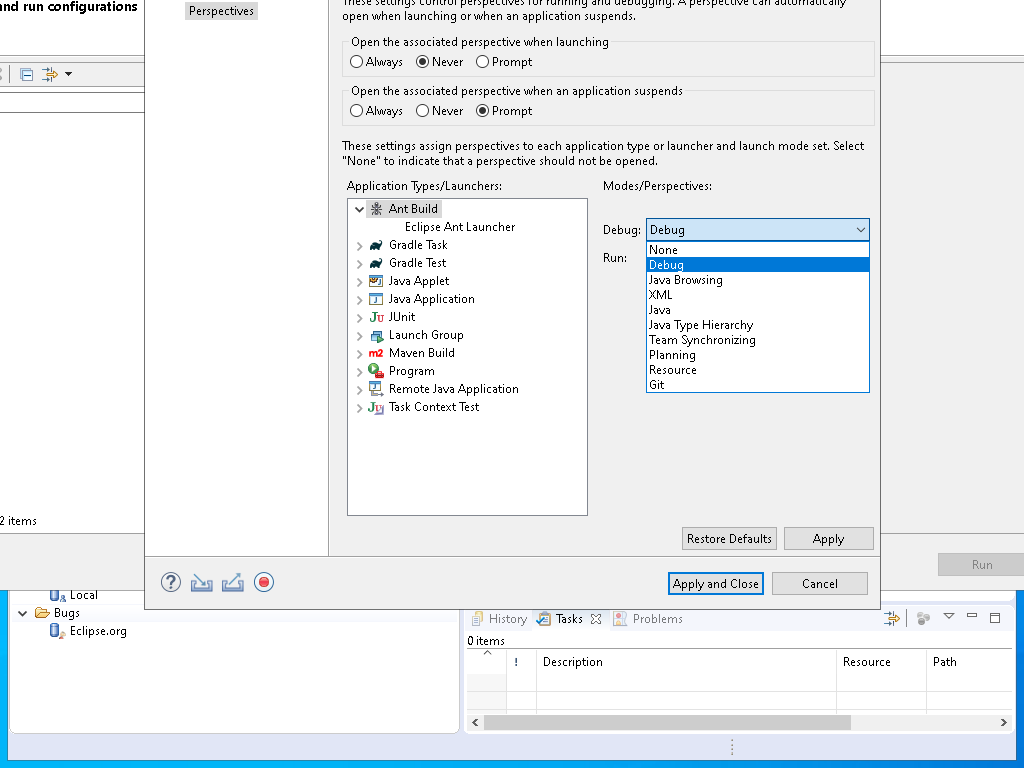 and run configurations
Perspectives
These settings control perspectives for running and debugging. A perspective can automatically
open when launching or when an application suspends.
Open the associated perspective when launching
Always
Never
Prompt
Open the associated perspective when an application suspends
Always
Never
Prompt
These settings assign perspectives to each application type or launcher and launch mode set. Select
"None" to indicate that a perspective should not be opened.
Application Types/Launchers:
Modes/Perspectives:
Ant Build
Eclipse Ant Launcher
Gradle Task
Gradle Test
Java Applet
Java Application
JUnit
Launch Group
Maven Build
Program
Remote Java Application
Task Context Test
Debug:
Debug
Run:
None
Debug
Java Browsing
XML
Java
Java Type Hierarchy
Team Synchronizing
Planning
Resource
Git
2 items
Restore Defaults
Apply
Run
Apply and Close
Cancel
Local
Bugs
Eclipse.org
History
Tasks
Problems
0 items
!
Description
Resource
Path